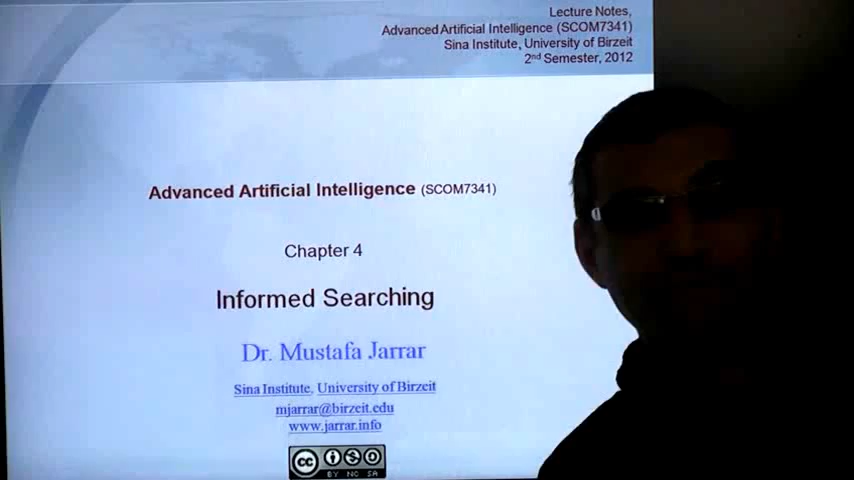 Lecture Notes,
Advanced Artificial Intelligence (SCOM7341)
Sina Institute, University of Birzeit
2nd Semester, 2012
Advanced Artificial Intelligence (SCOM7341)
Chapter 4
Informed Searching
Dr. Mustafa Jarrar
Sina Institute, University of Birzeit
mjarrar@birzeit.edu
www.jarrar.info
cc
BY NC SA